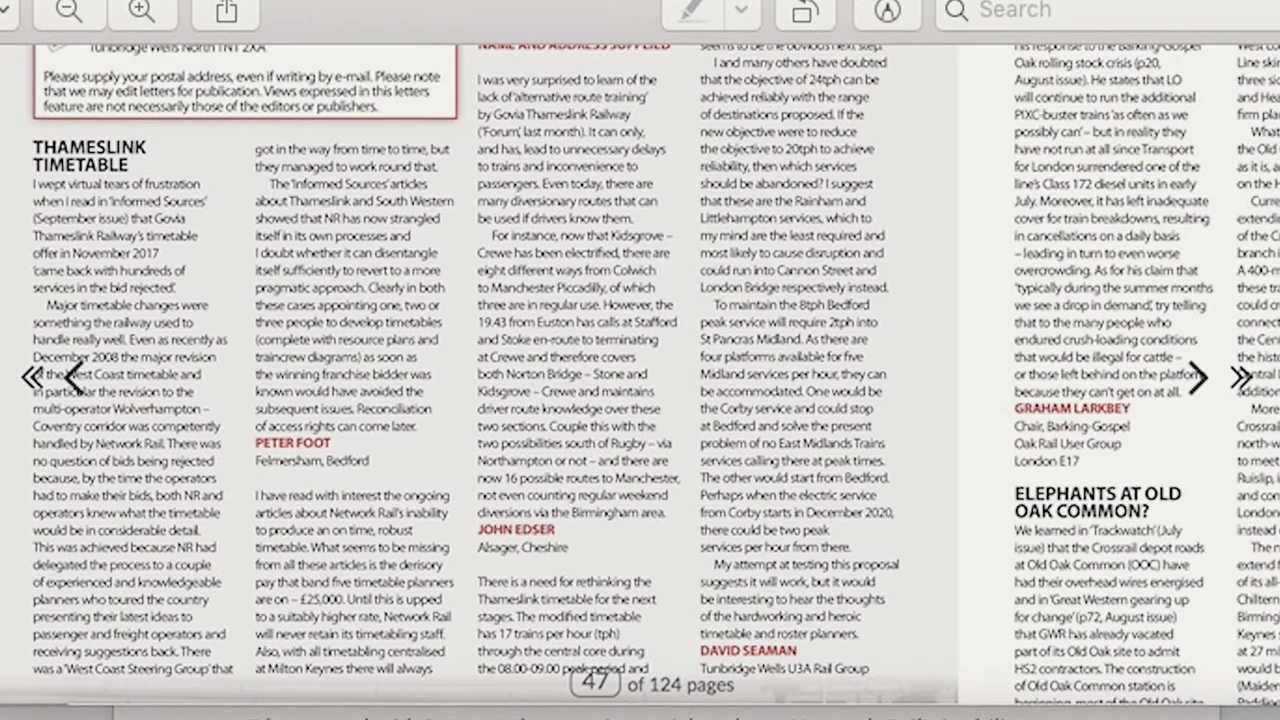 Search
Tunbridge Wells North TN1 2XA
Please supply your postal address, even if writing by e-mail. Please note
that we may edit letters for publication. Views expressed in this letters
feature are not necessarily those of the editors or publishers.
THAMESLINK
TIMETABLE
I wept virtual tears of frustration
when I read in 'Informed Sources'
(September issue) that Govia
Thameslink Railway's timetable
offer in November 2017
'came back with hundreds of
services in the bid rejected'.
Major timetable changes were
something the railway used to
handle really well. Even as recently as
December 2008 the major revision
of the West Coast timetable and
in particular the revision to the
multi-operator Wolverhampton –
Coventry corridor was competently
handled by Network Rail. There was
no question of bids being rejected
because, by the time the operators
had to make their bids, both NR and
operators knew what the timetable
would be in considerable detail.
This was achieved because NR had
delegated the process to a couple
of experienced and knowledgeable
planners who toured the country
presenting their latest ideas to
passenger and freight operators and
receiving suggestions back. There
was a 'West Coast Steering Group' that
got in the way from time to time, but
they managed to work round that.
The 'Informed Sources' articles
about Thameslink and South Western
showed that NR has now strangled
itself in its own processes and
I doubt whether it can disentangle
itself sufficiently to revert to a more
pragmatic approach. Clearly in both
these cases appointing one, two or
three people to develop timetables
(complete with resource plans and
traincrew diagrams) as soon as
the winning franchise bidder was
known would have avoided the
subsequent issues. Reconciliation
of access rights can come later.
PETER FOOT
Felmersham, Bedford
I have read with interest the ongoing
articles about Network Rail's inability
to produce an on time, robust
timetable. What seems to be missing
from all these articles is the derisory
pay that band five timetable planners
are on – £25,000. Until this is upped
to a suitably higher rate, Network Rail
will never retain its timetabling staff.
Also, with all timetabling centralised
at Milton Keynes there will always
NAME AND ADDRESS SUPPLIED
I was very surprised to learn of the
lack of 'alternative route training'
by Govia Thameslink Railway
('Forum', last month). It can only,
and has, lead to unnecessary delays
to trains and inconvenience to
passengers. Even today, there are
many diversionary routes that can
be used if drivers know them.
For instance, now that Kidsgrove –
Crewe has been electrified, there are
eight different ways from Colwich
to Manchester Piccadilly, of which
three are in regular use. However, the
19.43 from Euston has calls at Stafford
and Stoke en-route to terminating
at Crewe and therefore covers
both Norton Bridge – Stone and
Kidsgrove – Crewe and maintains
driver route knowledge over these
two sections. Couple this with the
two possibilities south of Rugby – via
Northampton or not – and there are
now 16 possible routes to Manchester,
not even counting regular weekend
diversions via the Birmingham area.
JOHN EDSER
Alsager, Cheshire
There is a need for rethinking the
Thameslink timetable for the next
stages. The modified timetable
has 17 trains per hour (tph)
through the central core during
the 08.00-09.00 peak period and
seems to be the obvious next step.
I and many others have doubted
that the objective of 24tph can be
achieved reliably with the range
of destinations proposed. If the
new objective were to reduce
the objective to 20tph to achieve
reliability, then which services
should be abandoned? I suggest
that these are the Rainham and
Littlehampton services, which to
my mind are the least required and
most likely to cause disruption and
could run into Cannon Street and
London Bridge respectively instead.
To maintain the 8tph Bedford
peak service will require 2tph into
St Pancras Midland. As there are
four platforms available for five
Midland services per hour, they can
be accommodated. One would be
the Corby service and could stop
at Bedford and solve the present
problem of no East Midlands Trains
services calling there at peak times.
The other would start from Bedford.
Perhaps when the electric service
from Corby starts in December 2020,
there could be two peak
services per hour from there.
My attempt at testing this proposal
suggests it will work, but it would
be interesting to hear the thoughts
of the hardworking and heroic
timetable and roster planners.
DAVID SEAMAN
Tunbridge Wells U3A Rail Group
his response to the Barking-Gospel
Oak rolling stock crisis (p20,
August issue). He states that LO
will continue to run the additional
PIXC-buster trains 'as often as we
possibly can' – but in reality they
have not run at all since Transport
for London surrendered one of the
line's Class 172 diesel units in early
July. Moreover, it has left inadequate
cover for train breakdowns, resulting
in cancellations on a daily basis
– leading in turn to even worse
overcrowding. As for his claim that
'typically during the summer months
we see a drop in demand', try telling
that to the many people who
endured crush-loading conditions
that would be illegal for cattle –
or those left behind on the platform
because they can't get on at all.
GRAHAM LARKBEY
Chair, Barking-Gospel
Oak Rail User Group
London E17
ELEPHANTS AT OLD
OAK COMMON?
We learned in 'Trackwatch' (July
issue) that the Crossrail depot roads
at Old Oak Common (OOC) have
had their overhead wires energised
and in 'Great Western gearing up
for change' (p72, August issue)
that GWR has already vacated
part of its Old Oak site to admit
HS2 contractors. The construction
of Old Oak Common station is
47 of 124 pages